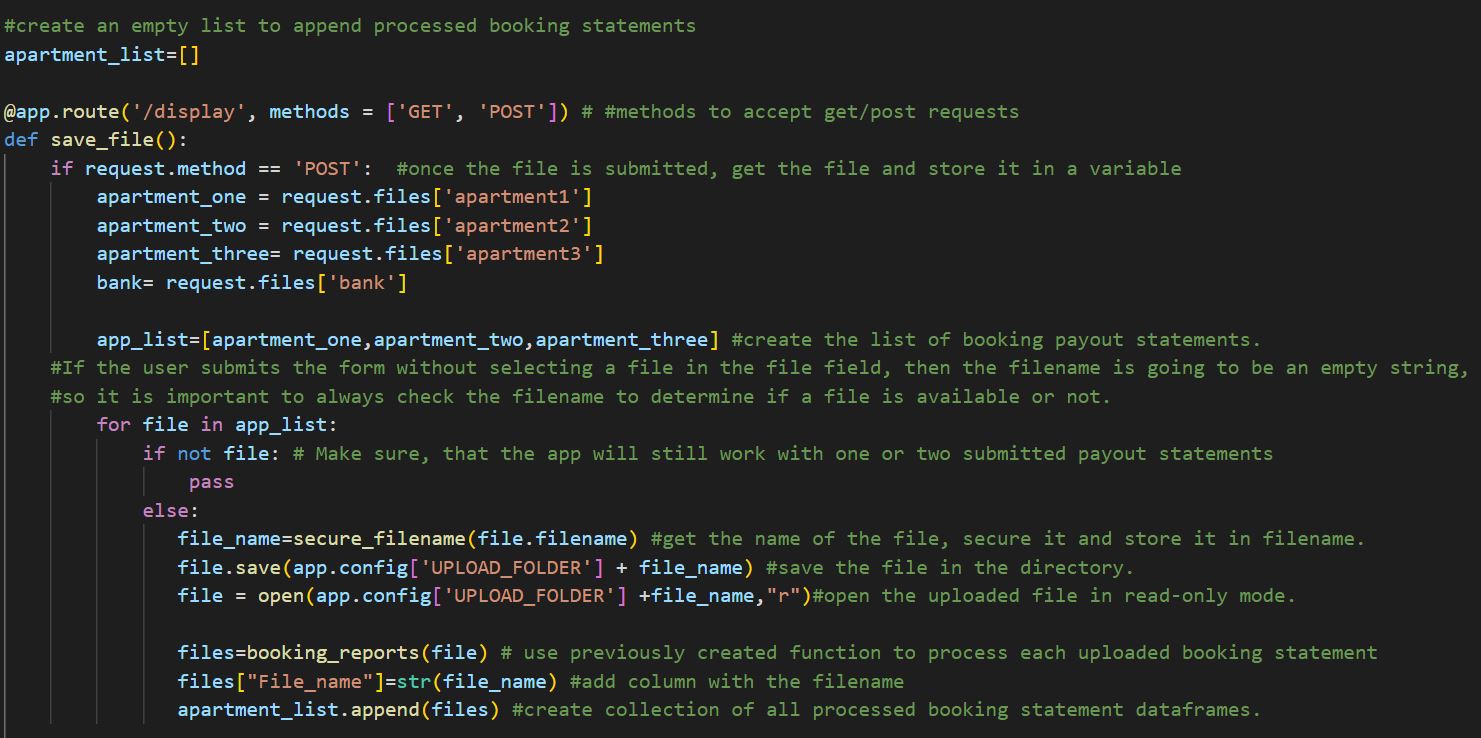 #create an empty list to append processed booking statements
apartment_list=[]
@app.route('/display', methods = ['GET', 'POST']) # #methods to accept get/post requests
def save_file():
    if request.method == 'POST':  #once the file is submitted, get the file and store it in a variable
        apartment_one = request.files['apartment1']
        apartment_two = request.files['apartment2']
        apartment_three= request.files['apartment3']
        bank= request.files['bank']
        app_list=[apartment_one,apartment_two,apartment_three] #create the list of booking payout statements.
    #If the user submits the form without selecting a file in the file field, then the filename is going to be an empty string,
    #so it is important to always check the filename to determine if a file is available or not.
        for file in app_list:
            if not file: # Make sure, that the app will still work with one or two submitted payout statements
                pass
            else:
               file_name=secure_filename(file.filename) #get the name of the file, secure it and store it in filename.
               file.save(app.config['UPLOAD_FOLDER'] + file_name) #save the file in the directory.
               file = open(app.config['UPLOAD_FOLDER'] +file_name,"r")#open the uploaded file in read-only mode.
               files=booking_reports(file) # use previously created function to process each uploaded booking statement
               files["File_name"]=str(file_name) #add column with the filename
               apartment_list.append(files) #create collection of all processed booking statement dataframes.